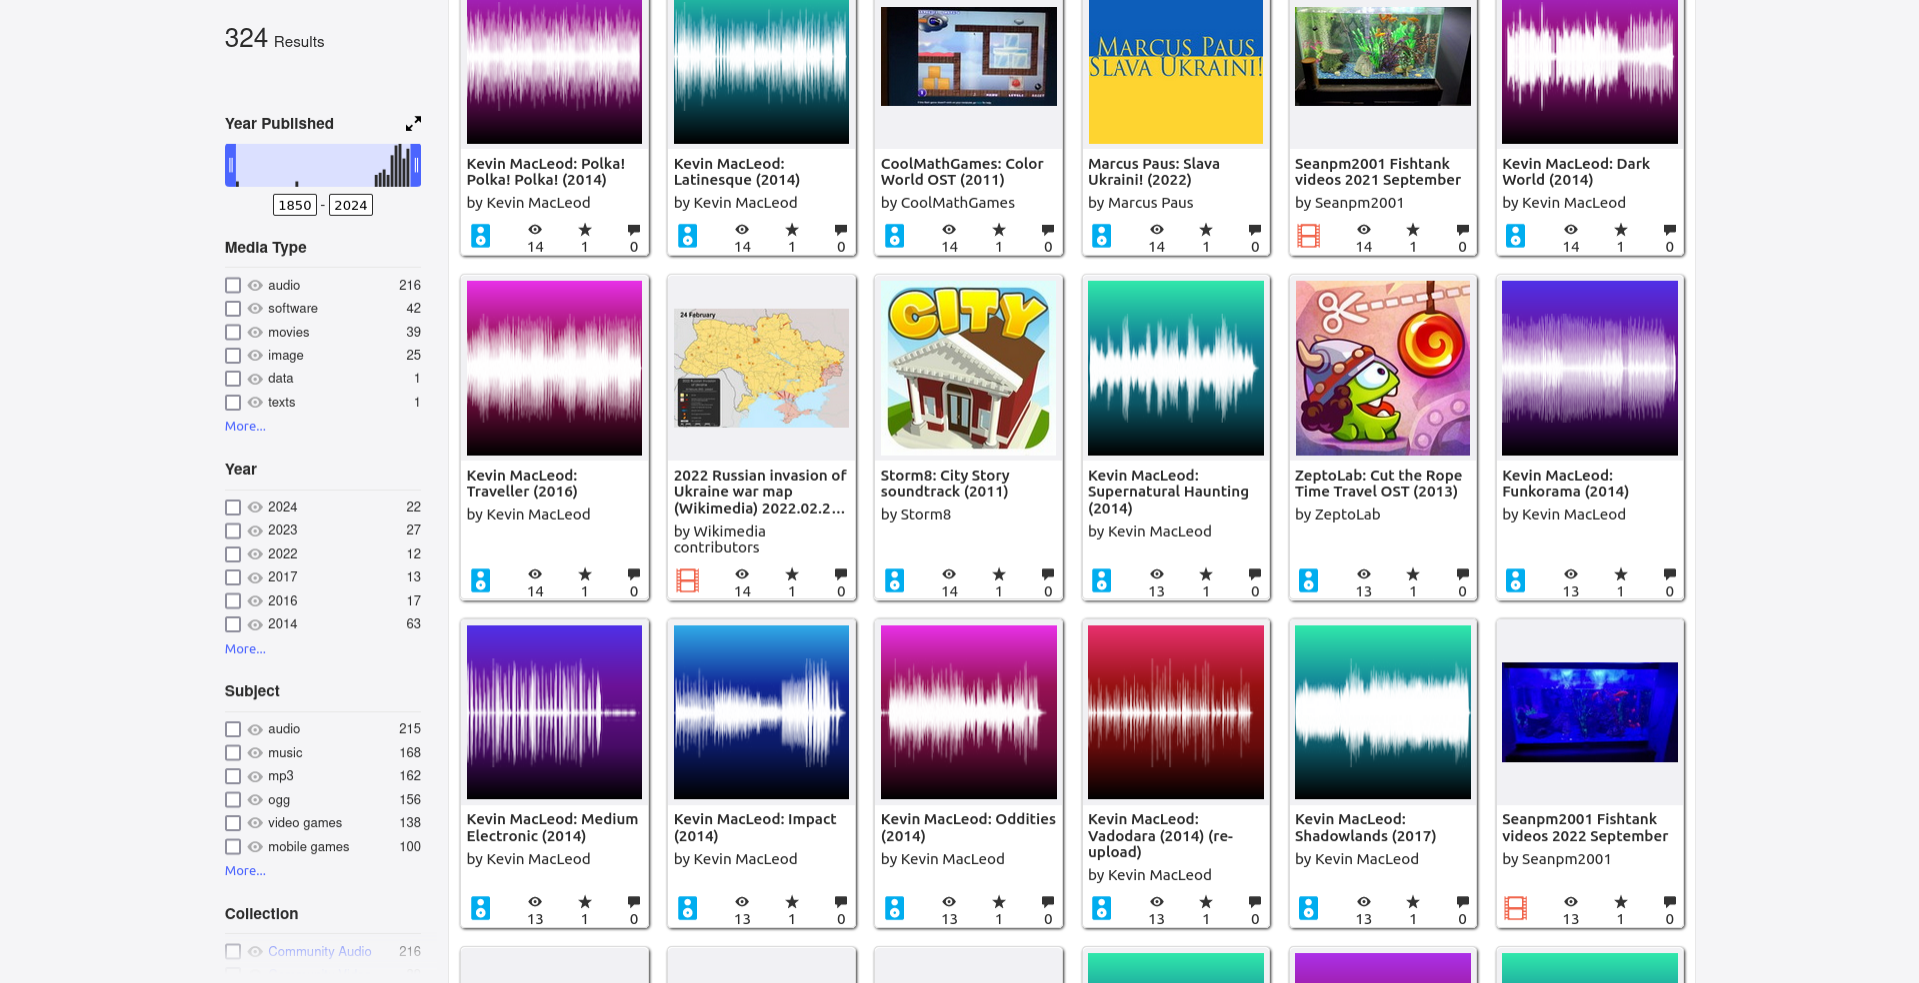 324 Results
Year Published
1850 - 2024
Media Type
audio 216
software 42
movies 39
image 25
data 1
texts 1
More...
Year
2024 22
2023 27
2022 12
2017 13
2016 17
2014 63
More...
Subject
audio 215
music 168
mp3 162
ogg 156
video games 138
mobile games 100
More...
Collection
Community Audio 216
Kevin MacLeod: Polka!
Polka! Polka! (2014)
by Kevin MacLeod
14 1 0
Kevin MacLeod:
Latinesque (2014)
by Kevin MacLeod
14 1 0
CoolMathGames: Color
World OST (2011)
by CoolMathGames
14 1 0
MARCUS PAUS
SLAVA UKRAINI!
Marcus Paus: Slava
Ukraini! (2022)
by Marcus Paus
14 1 0
Seanpm2001 Fishtank
videos 2021 September
by Seanpm2001
14 1 0
Kevin MacLeod: Dark
World (2014)
by Kevin MacLeod
14 1 0
Kevin MacLeod:
Traveller (2016)
by Kevin MacLeod
14 1 0
24 February
2022 Russian invasion of
Ukraine war map
(Wikimedia) 2022.02.2...
by Wikimedia
contributors
14 1 0
CITY
Storm8: City Story
soundtrack (2011)
by Storm8
14 1 0
Kevin MacLeod:
Supernatural Haunting
(2014)
by Kevin MacLeod
13 1 0
ZeptoLab: Cut the Rope
Time Travel OST (2013)
by ZeptoLab
13 1 0
Kevin MacLeod:
Funkorama (2014)
by Kevin MacLeod
13 1 0
Kevin MacLeod: Medium
Electronic (2014)
by Kevin MacLeod
13 1 0
Kevin MacLeod: Impact
(2014)
by Kevin MacLeod
13 1 0
Kevin MacLeod: Oddities
(2014)
by Kevin MacLeod
13 1 0
Kevin MacLeod:
Vadodara (2014) (re-
upload)
by Kevin MacLeod
13 1 0
Kevin MacLeod:
Shadowlands (2017)
by Kevin MacLeod
13 1 0
Seanpm2001 Fishtank
videos 2022 September
by Seanpm2001
13 1 0